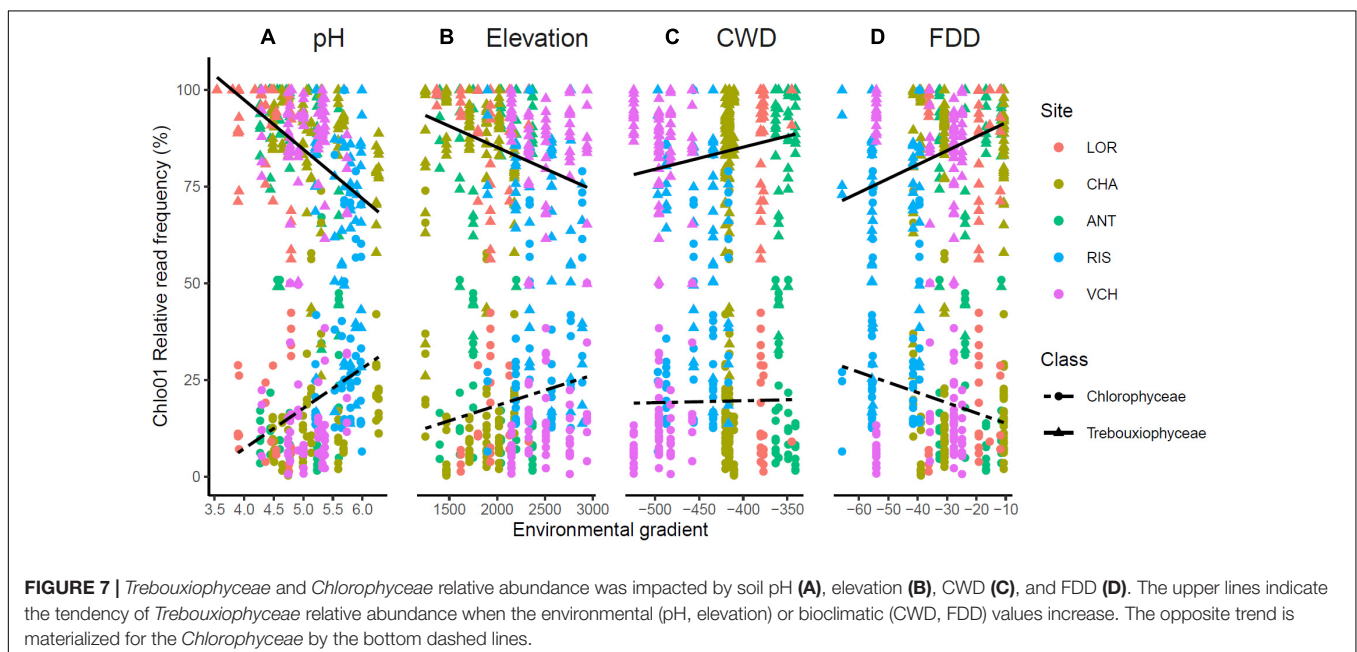 A pH
B Elevation
C CWD
D FDD
Chlo01 Relative read frequency (%)
100
75
50
25
0
3.5 4.0 4.5 5.0 5.5 6.0
1500 2000 2500 3000
−500 −450 −400 −350
−60 −50 −40 −30 −20 −10
Environmental gradient
Site
LOR
CHA
ANT
RIS
VCH
Class
Chlorophyceae
Trebouxiophyceae
FIGURE 7 | Trebouxiophyceae and Chlorophyceae relative abundance was impacted by soil pH (A), elevation (B), CWD (C), and FDD (D). The upper lines indicate
the tendency of Trebouxiophyceae relative abundance when the environmental (pH, elevation) or bioclimatic (CWD, FDD) values increase. The opposite trend is
materialized for the Chlorophyceae by the bottom dashed lines.